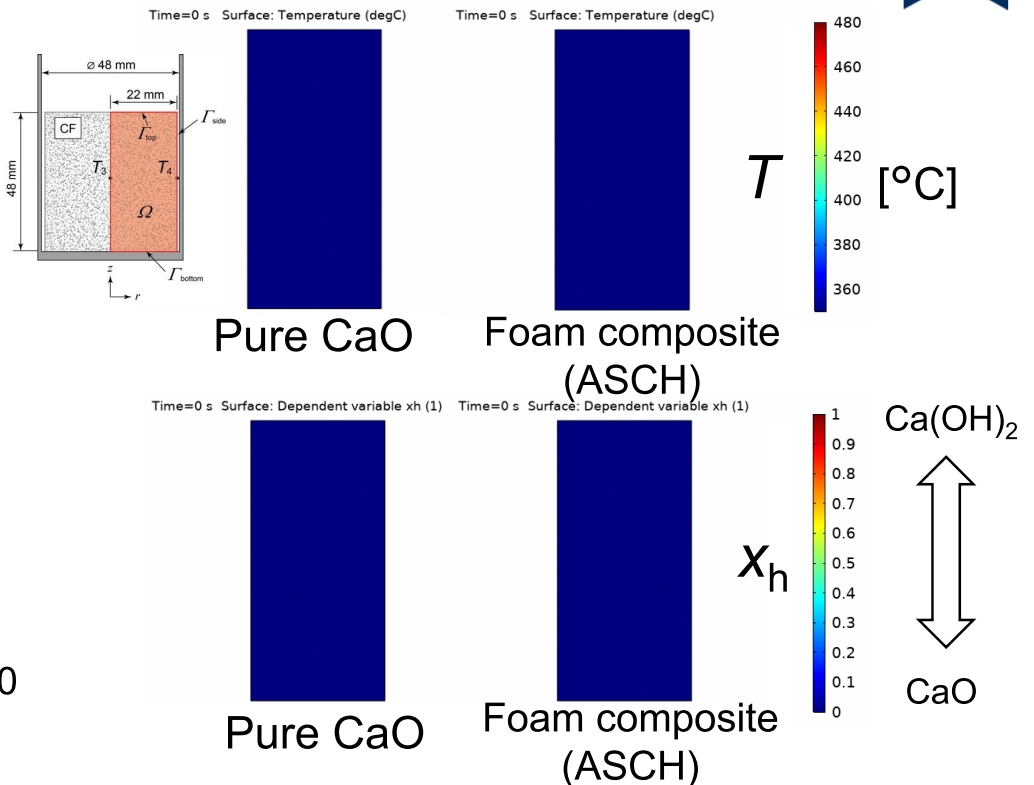 Time=0 s Surface: Temperature (degC)
Time=0 s Surface: Temperature (degC)
⌀ 48 mm
22 mm
48 mm
CF
Γtop
Γside
T3
T4
Ω
Γbottom
z
r
Pure CaO
Foam composite
(ASCH)
T
[°C]
480
460
440
420
400
380
360
Time=0 s Surface: Dependent variable xh (1)
Time=0 s Surface: Dependent variable xh (1)
Pure CaO
Foam composite
(ASCH)
xh
1
0.9
0.8
0.7
0.6
0.5
0.4
0.3
0.2
0.1
0
Ca(OH)2
CaO
0